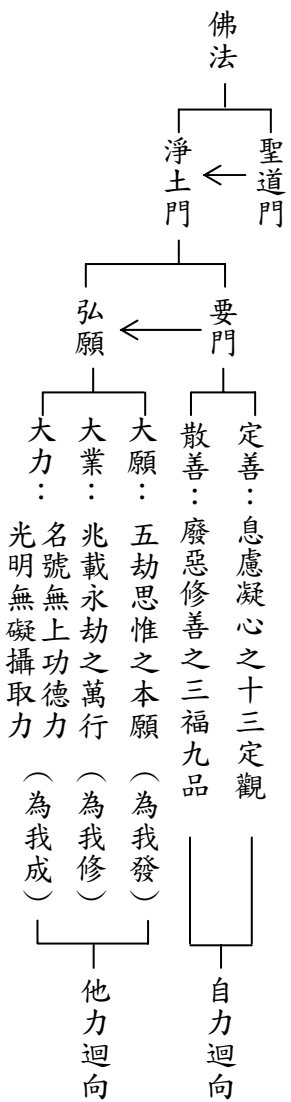 佛法
聖道門
淨土門
要門
弘願
定善：息慮凝心之十三定觀
散善：廢惡修善之三福九品
大願：五劫思惟之本願（為我發）
大業：兆載永劫之萬行（為我修）
大力：名號無上功德力
光明無礙攝取力（為我成）
自力迴向
他力迴向